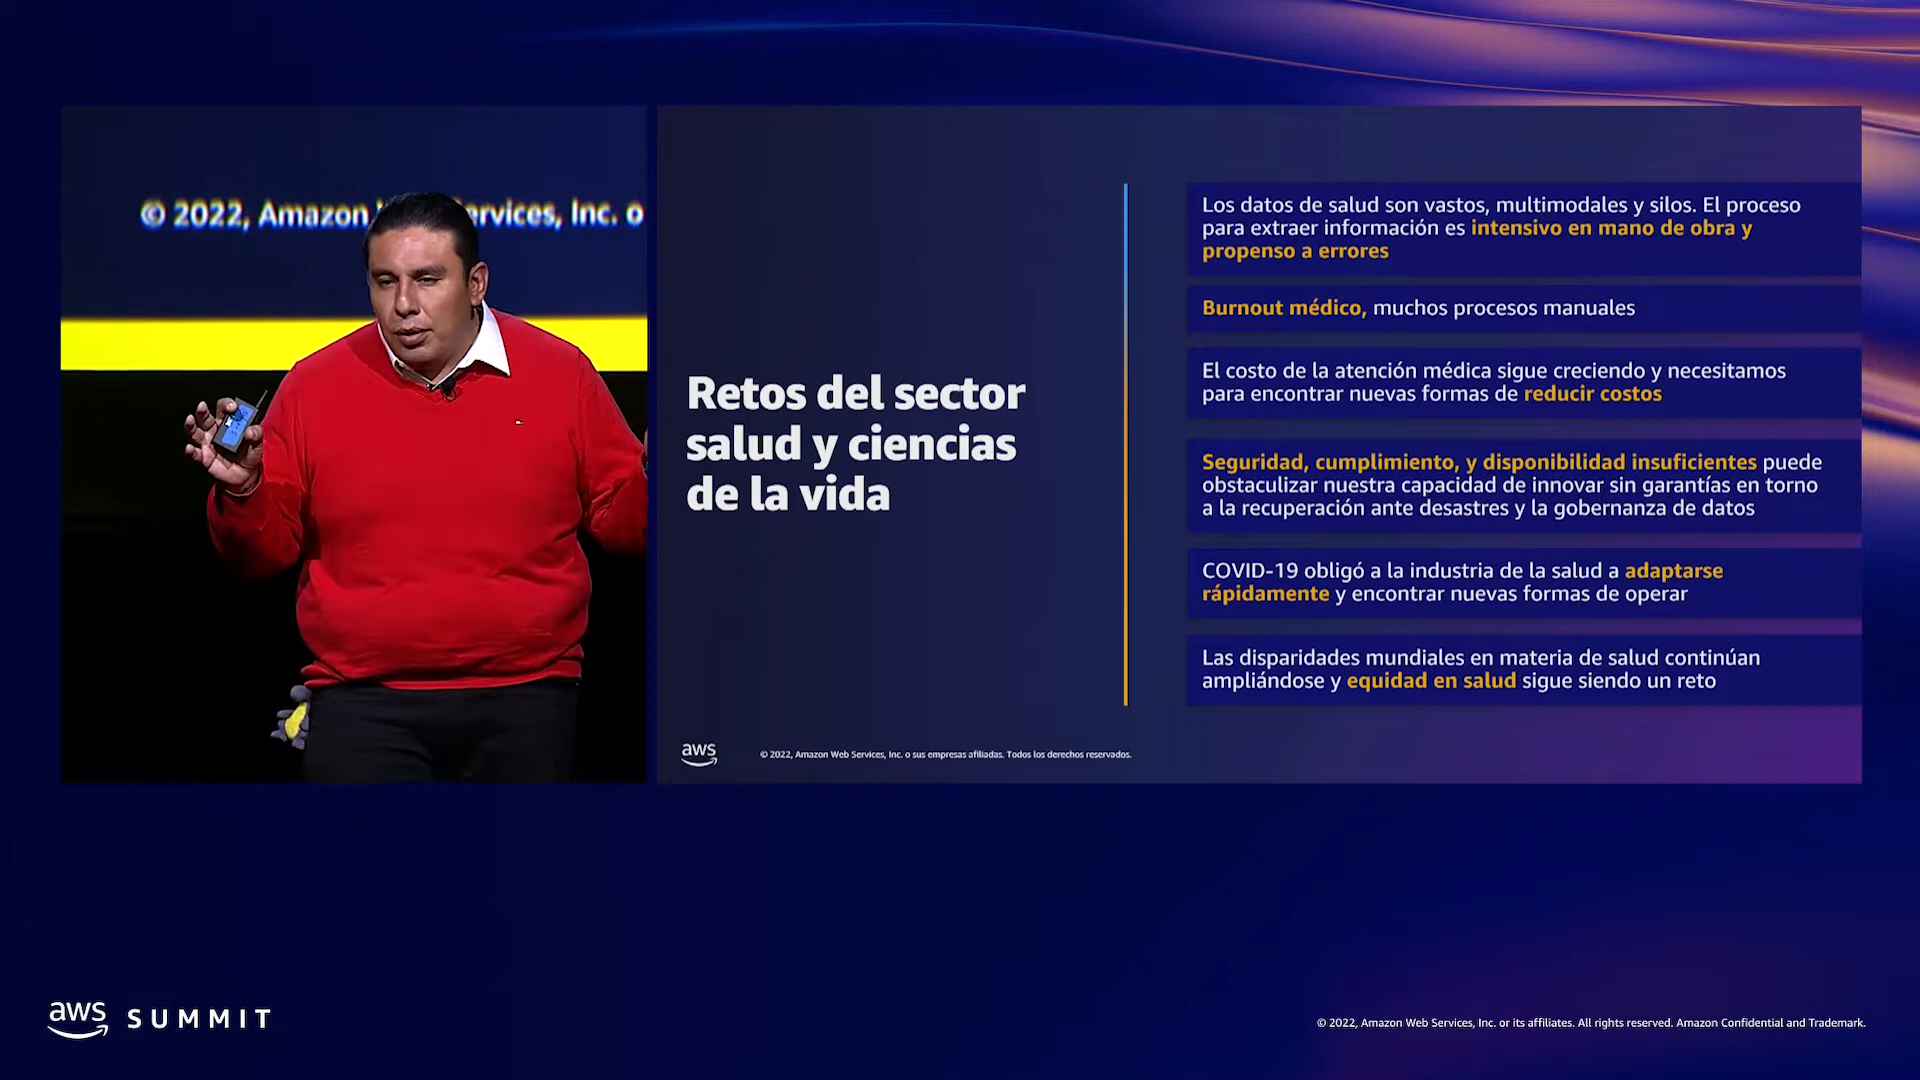 © 2022, Amazon Services, Inc. o
Retos del sector
salud y ciencias
de la vida
Los datos de salud son vastos, multimodales y silos. El proceso
para extraer información es intensivo en mano de obra y
propenso a errores
Burnout médico, muchos procesos manuales
El costo de la atención médica sigue creciendo y necesitamos
para encontrar nuevas formas de reducir costos
Seguridad, cumplimiento, y disponibilidad insuficientes puede
obstaculizar nuestra capacidad de innovar sin garantías en torno
a la recuperación ante desastres y la gobernanza de datos
COVID-19 obligó a la industria de la salud a adaptarse
rápidamente y encontrar nuevas formas de operar
Las disparidades mundiales en materia de salud continúan
ampliándose y equidad en salud sigue siendo un reto
aws
© 2022, Amazon Web Services, Inc. o sus empresas afiliadas. Todos los derechos reservados.
aws SUMMIT
© 2022, Amazon Web Services, Inc. or its affiliates. All rights reserved. Amazon Confidential and Trademark.